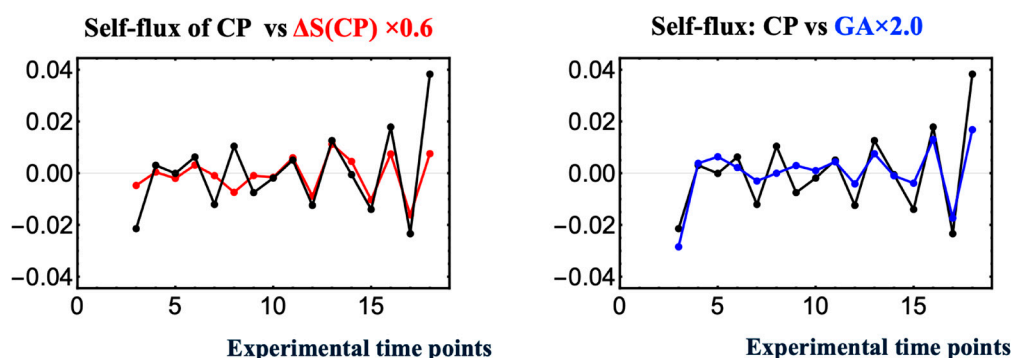 Self-flux of CP vs ΔS(CP) ×0.6
0.04
0.02
0.00
−0.02
−0.04
0 5 10 15
Experimental time points
Self-flux: CP vs GA×2.0
0.04
0.02
0.00
−0.02
−0.04
0 5 10 15
Experimental time points